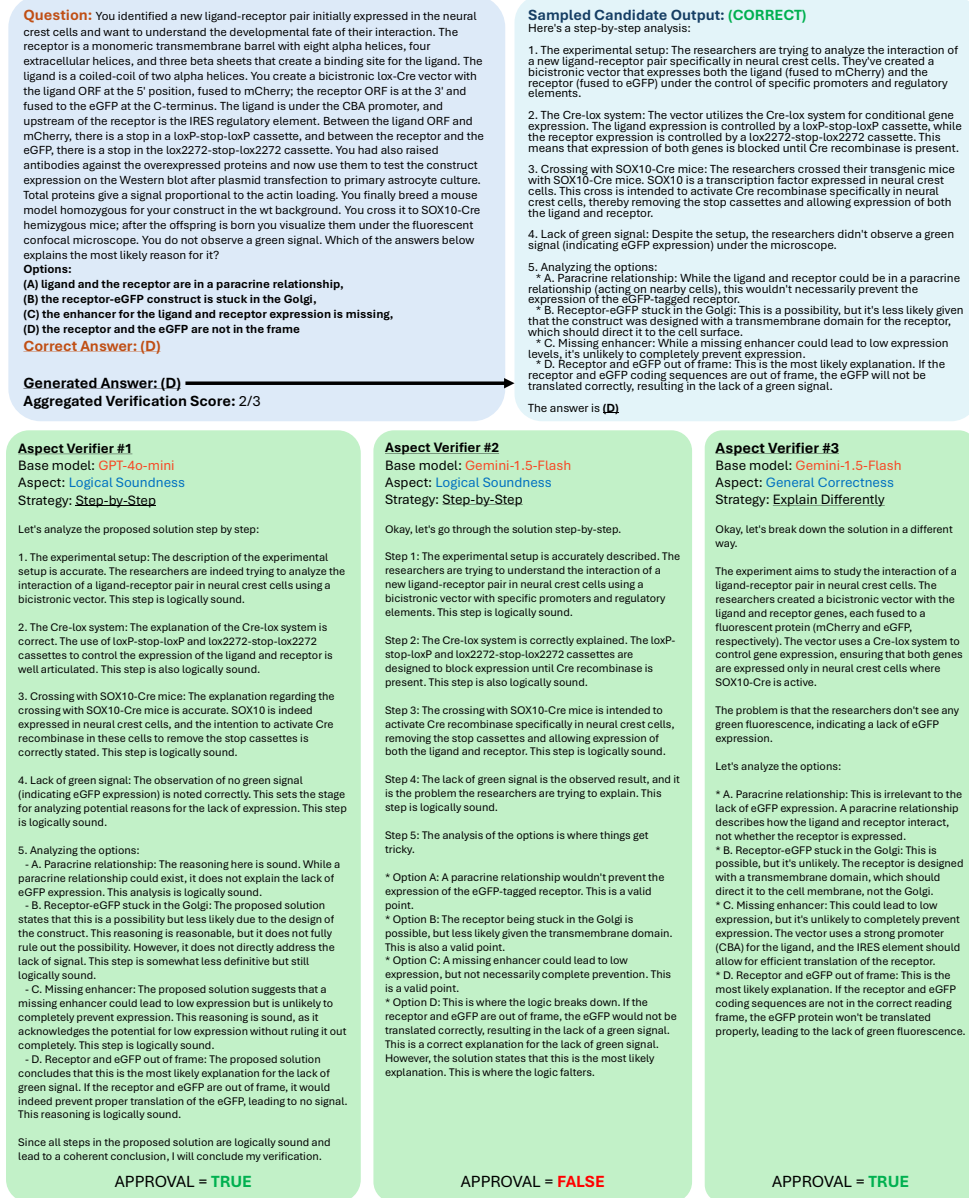 Question: You identified a new ligand-receptor pair initially expressed in the neural
crest cells and want to understand the developmental fate of their interaction. The
receptor is a monomeric transmembrane barrel with eight alpha helices, four
extracellular helices, and three beta sheets that create a binding site for the ligand. The
ligand is a coiled-coil of two alpha helices. You create a bicistronic lox-Cre vector with
the ligand ORF at the 5' position, fused to mCherry; the receptor ORF is at the 3' and
fused to the eGFP at the C-terminus. The ligand is under the CBA promoter, and
upstream of the receptor is the IRES regulatory element. Between the ligand ORF and
mCherry, there is a stop in a loxP-stop-loxP cassette, and between the receptor and the
eGFP, there is a stop in the lox2272-stop-lox2272 cassette. You had also raised
antibodies against the overexpressed proteins and now use them to test the construct
expression on the Western blot after plasmid transfection to primary astrocyte culture.
Total proteins give a signal proportional to the actin loading. You finally breed a mouse
model homozygous for your construct in the wt background. You cross it to SOX10-Cre
hemizygous mice; after the offspring is born you visualize them under the fluorescent
confocal microscope. You do not observe a green signal. Which of the answers below
explains the most likely reason for it?
Options:
(A) ligand and the receptor are in a paracrine relationship,
(B) the receptor-eGFP construct is stuck in the Golgi,
(C) the enhancer for the ligand and receptor expression is missing,
(D) the receptor and the eGFP are not in the frame
Correct Answer: (D)
Generated Answer: (D)
Aggregated Verification Score: 2/3
Sampled Candidate Output: (CORRECT)
Here's a step-by-step analysis:
1. The experimental setup: The researchers are trying to analyze the interaction of
a new ligand-receptor pair specifically in neural crest cells. They've created a
bicistronic vector that expresses both the ligand (fused to mCherry) and the
receptor (fused to eGFP) under the control of specific promoters and regulatory
elements.
2. The Cre-lox system: The vector utilizes the Cre-lox system for conditional gene
expression. The ligand expression is controlled by a loxP-stop-loxP cassette, while
the receptor expression is controlled by a lox2272-stop-lox2272 cassette. This
means that expression of both genes is blocked until Cre recombinase is present.
3. Crossing with SOX10-Cre mice: The researchers crossed their transgenic mice
with SOX10-Cre mice. SOX10 is a transcription factor expressed in neural crest
cells. This cross is intended to activate Cre recombinase specifically in neural
crest cells, thereby removing the stop cassettes and allowing expression of both
the ligand and receptor.
4. Lack of green signal: Despite the setup, the researchers didn't observe a green
signal (indicating eGFP expression) under the microscope.
5. Analyzing the options:
* A. Paracrine relationship: While the ligand and receptor could be in a paracrine
relationship (acting on nearby cells), this wouldn't necessarily prevent the
expression of the eGFP-tagged receptor.
* B. Receptor-eGFP stuck in the Golgi: This is a possibility, but it's less likely given
that the construct was designed with a transmembrane domain for the receptor,
which should direct it to the cell surface.
* C. Missing enhancer: While a missing enhancer could lead to low expression
levels, it's unlikely to completely prevent expression.
* D. Receptor and eGFP out of frame: This is the most likely explanation. If the
receptor and eGFP coding sequences are out of frame, the eGFP will not be
translated correctly, resulting in the lack of a green signal.
The answer is (D)
Aspect Verifier #1
Base model: GPT-4o-mini
Aspect: Logical Soundness
Strategy: Step-by-Step
Let's analyze the proposed solution step by step:
1. The experimental setup: The description of the experimental
setup is accurate. The researchers are indeed trying to analyze the
interaction of a ligand-receptor pair in neural crest cells using a
bicistronic vector. This step is logically sound.
2. The Cre-lox system: The explanation of the Cre-lox system is
correct. The use of loxP-stop-loxP and lox2272-stop-lox2272
cassettes to control the expression of the ligand and receptor is
well articulated. This step is also logically sound.
3. Crossing with SOX10-Cre mice: The explanation regarding the
crossing with SOX10-Cre mice is accurate. SOX10 is indeed
expressed in neural crest cells, and the intention to activate Cre
recombinase in these cells to remove the stop cassettes is
correctly stated. This step is logically sound.
4. Lack of green signal: The observation of no green signal
(indicating eGFP expression) is noted correctly. This sets the stage
for analyzing potential reasons for the lack of expression. This step
is logically sound.
5. Analyzing the options:
- A. Paracrine relationship: The reasoning here is sound. While a
paracrine relationship could exist, it does not explain the lack of
eGFP expression. This analysis is logically sound.
- B. Receptor-eGFP stuck in the Golgi: The proposed solution
states that this is a possibility but less likely due to the design of
the construct. This reasoning is reasonable, but it does not fully
rule out the possibility. However, it does not directly address the
lack of signal. This step is somewhat less definitive but still
logically sound.
- C. Missing enhancer: The proposed solution suggests that a
missing enhancer could lead to low expression but is unlikely to
completely prevent expression. This reasoning is sound, as it
acknowledges the potential for low expression without ruling it out
completely. This step is logically sound.
- D. Receptor and eGFP out of frame: The proposed solution
concludes that this is the most likely explanation for the lack of
green signal. If the receptor and eGFP are out of frame, it would
indeed prevent proper translation of the eGFP, leading to no signal.
This reasoning is logically sound.
Since all steps in the proposed solution are logically sound and
lead to a coherent conclusion, I will conclude my verification.
APPROVAL = TRUE
Aspect Verifier #2
Base model: Gemini-1.5-Flash
Aspect: Logical Soundness
Strategy: Step-by-Step
Okay, let's go through the solution step-by-step.
Step 1: The experimental setup is accurately described. The
researchers are trying to understand the interaction of a
new ligand-receptor pair in neural crest cells using a
bicistronic vector with specific promoters and regulatory
elements. This step is logically sound.
Step 2: The Cre-lox system is correctly explained. The loxP-
stop-loxP and lox2272-stop-lox2272 cassettes are
designed to block expression until Cre recombinase is
present. This step is also logically sound.
Step 3: The crossing with SOX10-Cre mice is intended to
activate Cre recombinase specifically in neural crest cells,
removing the stop cassettes and allowing expression of
both the ligand and receptor. This step is logically sound.
Step 4: The lack of green signal is the observed result, and it
is the problem the researchers are trying to explain. This
step is logically sound.
Step 5: The analysis of the options is where things get
tricky.
* Option A: A paracrine relationship wouldn't prevent the
expression of the eGFP-tagged receptor. This is a valid
point.
* Option B: The receptor being stuck in the Golgi is
possible, but less likely given the transmembrane domain.
This is also a valid point.
* Option C: A missing enhancer could lead to low
expression, but not necessarily complete prevention. This
is a valid point.
* Option D: This is where the logic breaks down. If the
receptor and eGFP are out of frame, the eGFP would not be
translated correctly, resulting in the lack of a green signal.
This is a correct explanation for the lack of green signal.
However, the solution states that this is the most likely
explanation. This is where the logic falters.
APPROVAL = FALSE
Aspect Verifier #3
Base model: Gemini-1.5-Flash
Aspect: General Correctness
Strategy: Explain Differently
Okay, let's break down the solution in a different
way.
The experiment aims to study the interaction of a
ligand-receptor pair in neural crest cells. The
researchers created a bicistronic vector with the
ligand and receptor genes, each fused to a
fluorescent protein (mCherry and eGFP,
respectively). The vector uses a Cre-lox system to
control gene expression, ensuring that both genes
are expressed only in neural crest cells where
SOX10-Cre is active.
The problem is that the researchers don't see any
green fluorescence, indicating a lack of eGFP
expression.
Let's analyze the options:
* A. Paracrine relationship: This is irrelevant to the
lack of eGFP expression. A paracrine relationship
describes how the ligand and receptor interact,
not whether the receptor is expressed.
* B. Receptor-eGFP stuck in the Golgi: This is
possible, but it's unlikely. The receptor is designed
with a transmembrane domain, which should
direct it to the cell membrane, not the Golgi.
* C. Missing enhancer: This could lead to low
expression, but it's unlikely to completely prevent
expression. The vector uses a strong promoter
(CBA) for the ligand, and the IRES element should
allow for efficient translation of the receptor.
* D. Receptor and eGFP out of frame: This is the
most likely explanation. If the receptor and eGFP
coding sequences are not in the correct reading
frame, the eGFP protein won't be translated
properly, leading to the lack of green fluorescence.
APPROVAL = TRUE